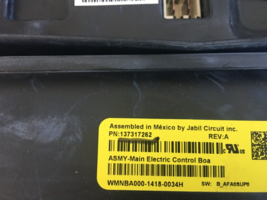 Assembled in México by Jabil Circuit inc.
PN:137317262 REV:A
ASMY-Main Electric Control Boa
WMNBA000-1418-0034H SW: B_AFA05UP6